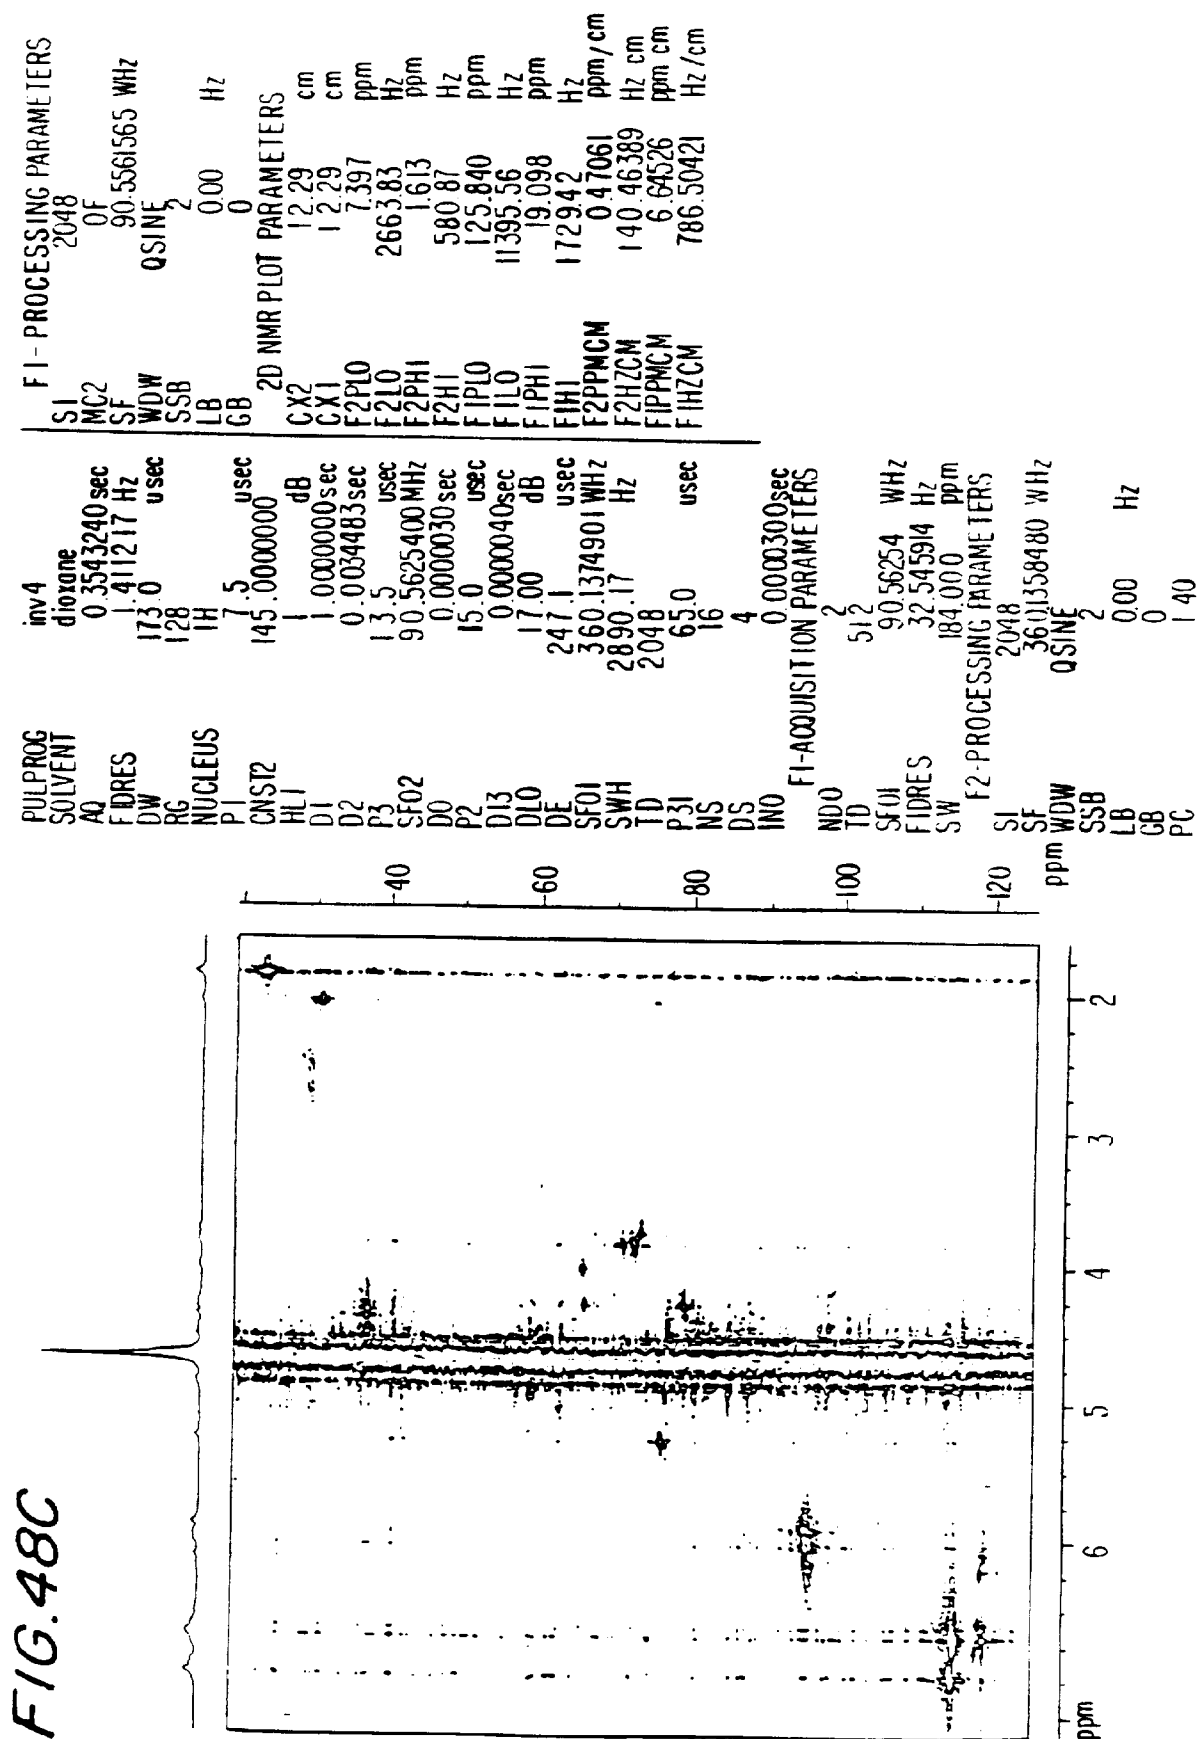 FIG. 48C
ppm
6
5
4
3
2
40
60
80
100
120
ppm
PULPROG inv4
SOLVENT dioxane
AQ 0.3543240 sec
FIDRES 1.411217 Hz
DW 173.0 usec
RG 128
NUCLEUS 1H
P1 7.5 usec
CNST2 145.0000000
HL1 1 dB
D1 1.0000000 sec
D2 0.0034483 sec
P3 13.5 usec
SFO2 90.5625400 MHz
D0 0.0000030 sec
P2 15.0 usec
D13 0.0000040 sec
DLO 17.00 dB
DE 247.1 usec
SFO1 360.1374901 WHz
SWH 2890.17 Hz
TD 2048
P31 65.0 usec
NS 16
DS 4
INO 0.0000300 sec
F1-ACQUISITION PARAMETERS
NDO 2
TD 512
SFO1 90.56254 WHz
FIDRES 32.545914 Hz
SW 184.000 ppm
F2-PROCESSING PARAMETERS
SI 2048
SF 360.1358480 WHz
WDW QSINE
SSB 2
LB 0.00 Hz
GB 0
PC 1 40
F1-PROCESSING PARAMETERS
SI 2048
MC2 QF
SF 90.5561565 WHz
WDW QSINE
SSB 2
LB 0.00 Hz
GB 0
2D NMR PLOT PARAMETERS
CX2 12.29 cm
CX1 12.29 cm
F2PLO 7.397 ppm
F2LO 2663.83 Hz
F2PHI 1.613 ppm
F2HI 580 87 Hz
F1PLO 125.840 ppm
F1LO 11395.56 Hz
F1PHI 19.098 ppm
F1HI 1729.42 Hz
F2PPMCM 0.47061 ppm/cm
F2HZCM 140.46389 Hz cm
F1PPMCM 6.64526 ppm cm
F1HZCM 786.50421 Hz/cm